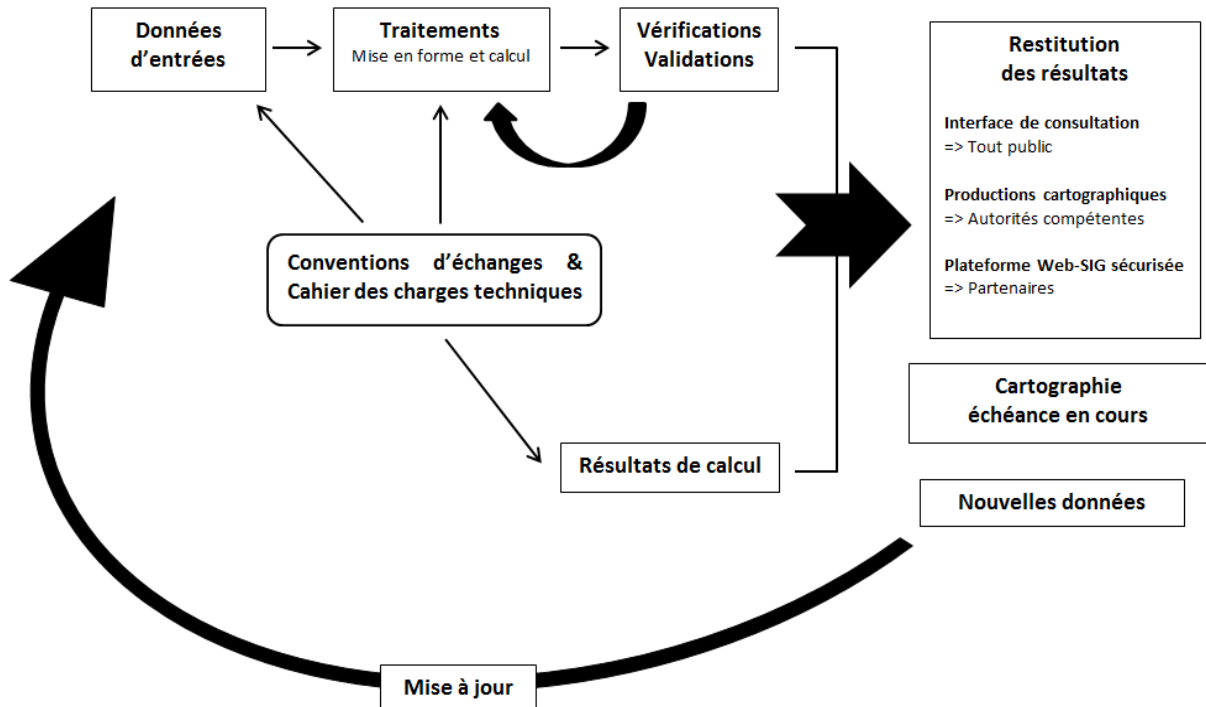 Données
d'entrées
Traitements
Mise en forme et calcul
Vérifications
Validations
Restitution
des résultats
Interface de consultation
=> Tout public
Productions cartographiques
=> Autorités compétentes
Plateforme Web-SIG sécurisée
=> Partenaires
Conventions d'échanges &
Cahier des charges techniques
Cartographie
échéance en cours
Résultats de calcul
Nouvelles données
Mise à jour